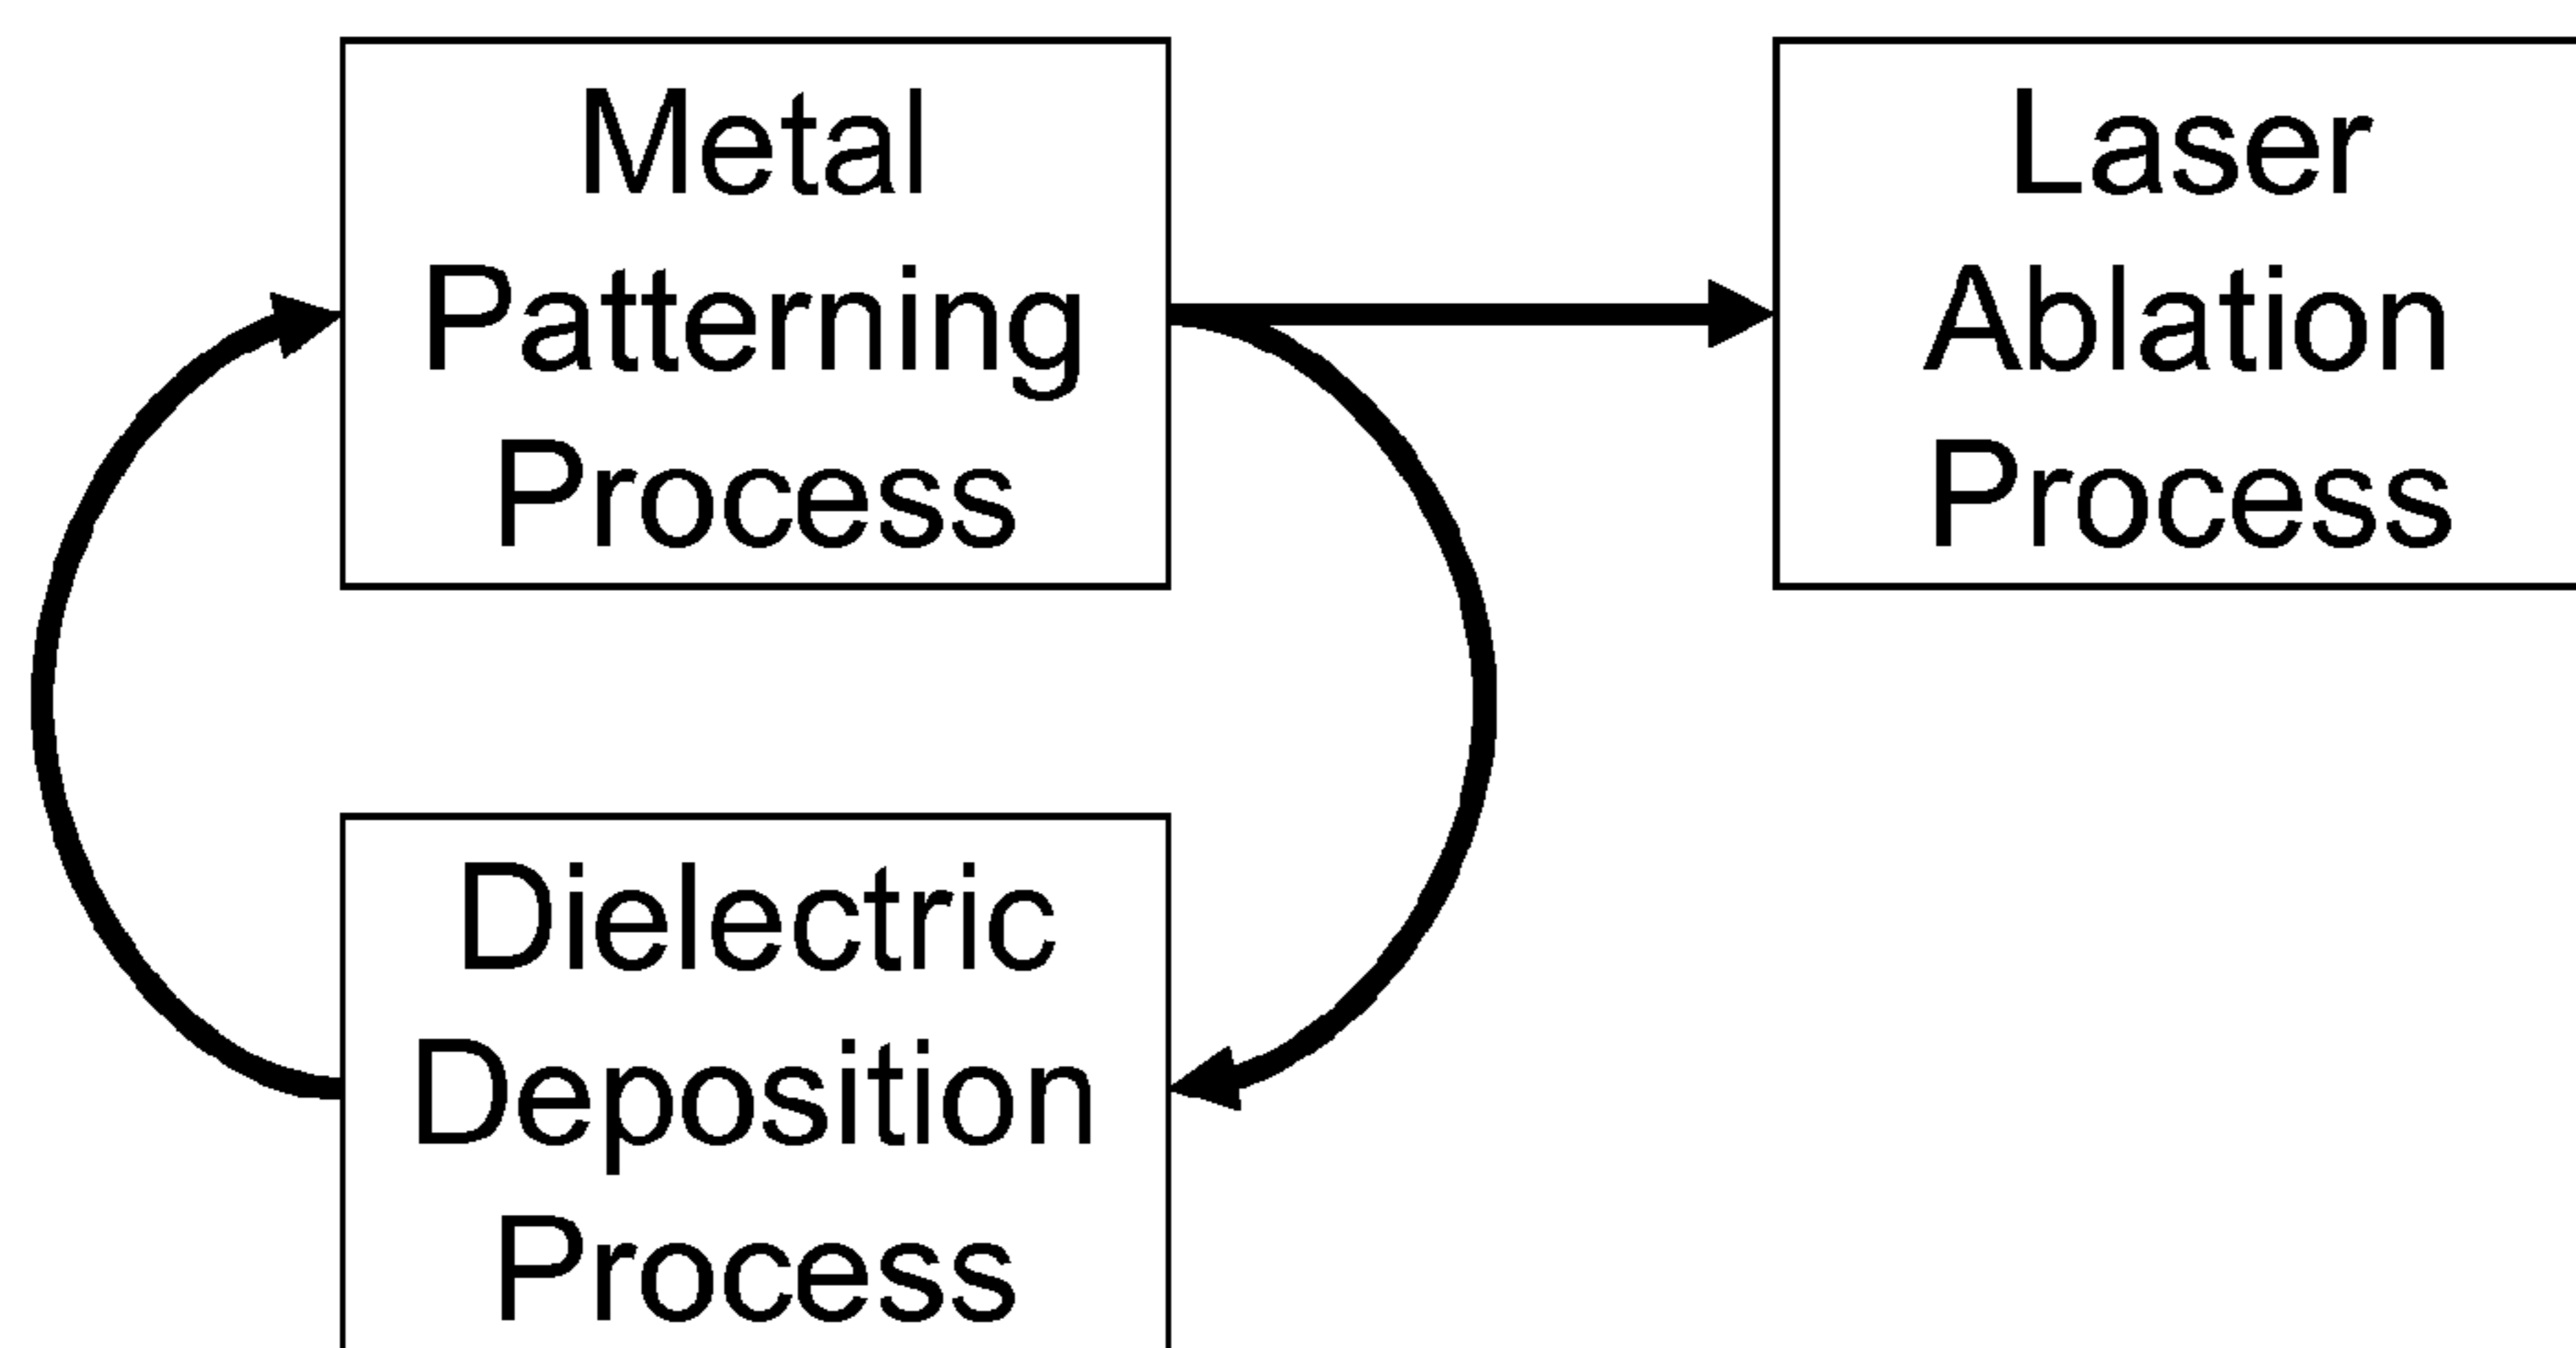 Metal
Patterning
Process
Laser
Ablation
Process
Dielectric
Deposition
Process